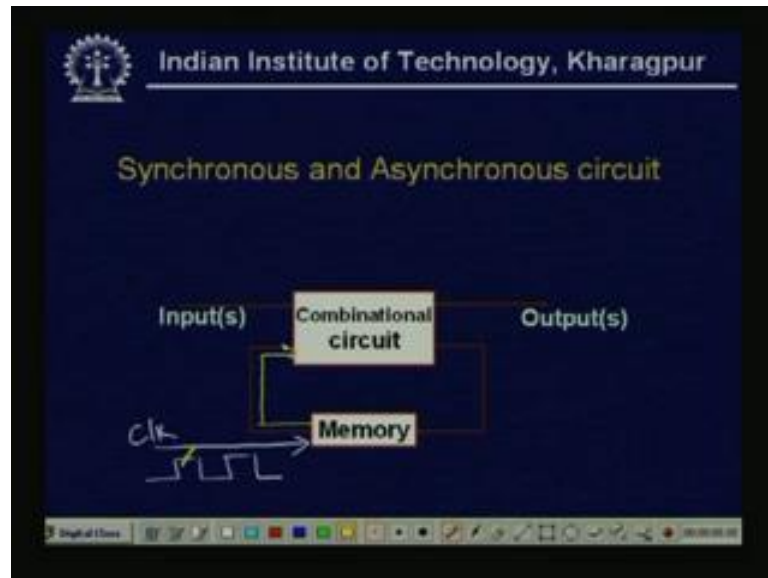 Indian Institute of Technology, Kharagpur
Synchronous and Asynchronous circuit
Input(s)
Combinational
circuit
Output(s)
Clk
Memory